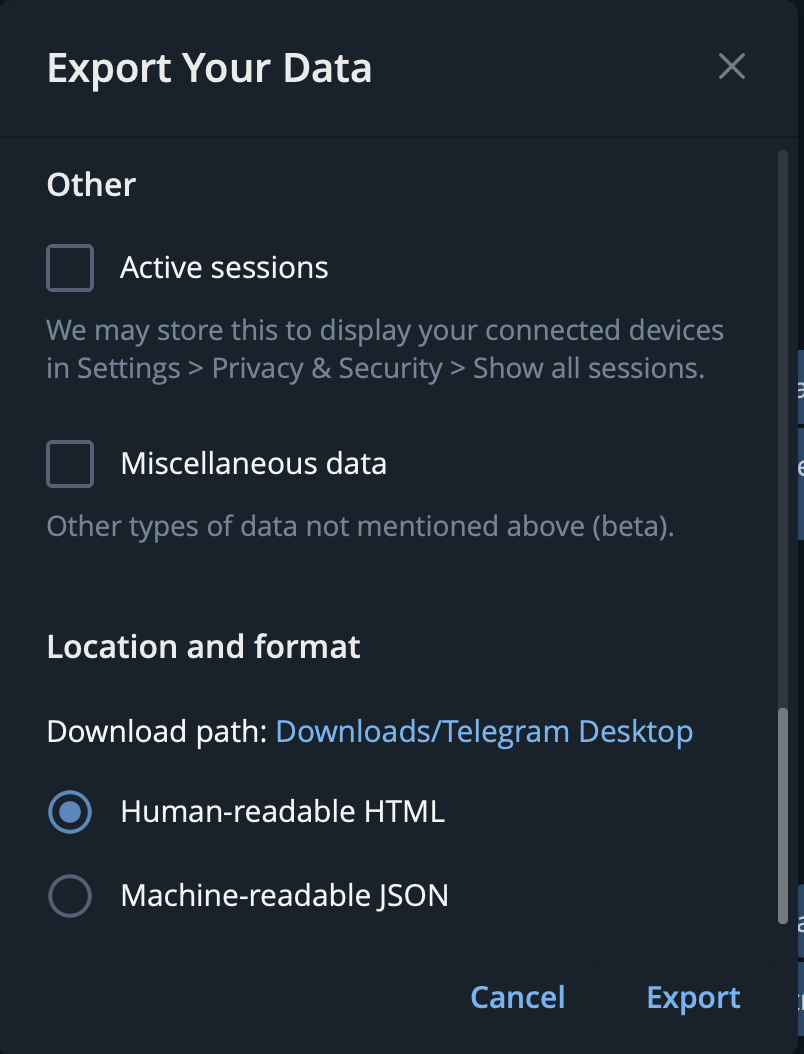 Export Your Data
Other
Active sessions
We may store this to display your connected devices
in Settings > Privacy & Security > Show all sessions.
Miscellaneous data
Other types of data not mentioned above (beta).
Location and format
Download path: Downloads/Telegram Desktop
Human-readable HTML
Machine-readable JSON
Cancel Export